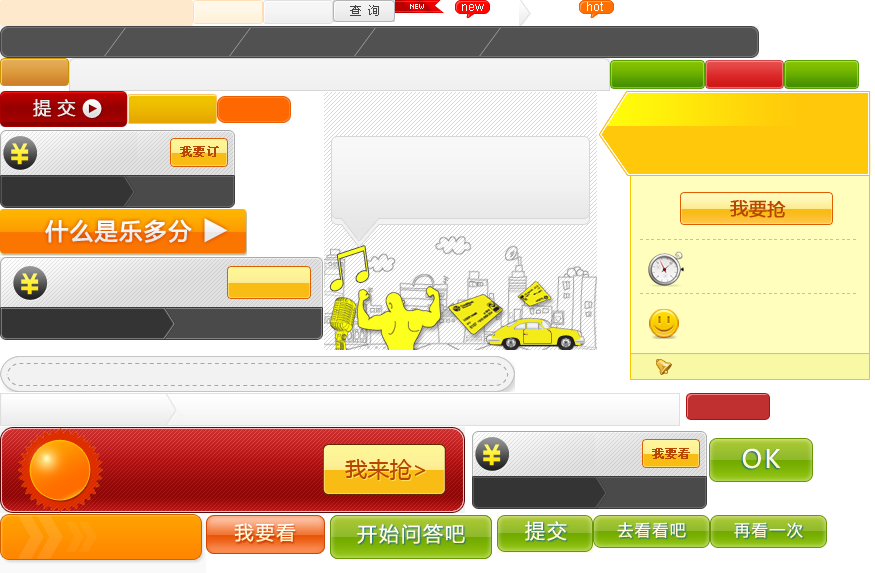 查 询
NEW
new
hot
提 交
我要订
什么是乐多分
我要抢
我来抢>
我要看
OK
我要看
开始问答吧
提交
去看看吧
再看一次